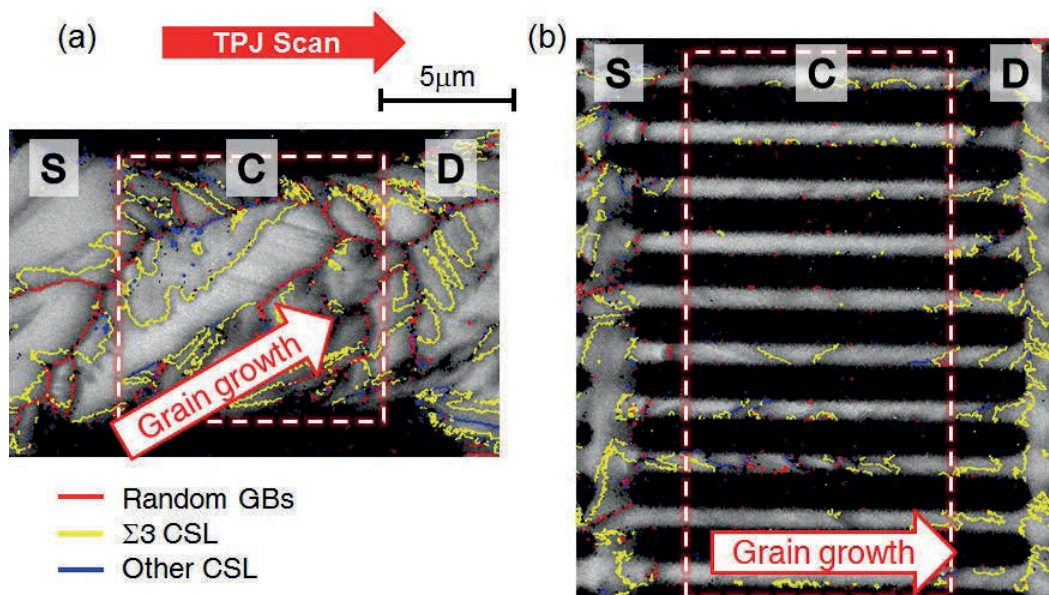 (a)
TPJ Scan
5μm
S
C
D
Grain growth
Random GBs
Σ3 CSL
Other CSL
(b)
S
C
D
Grain growth